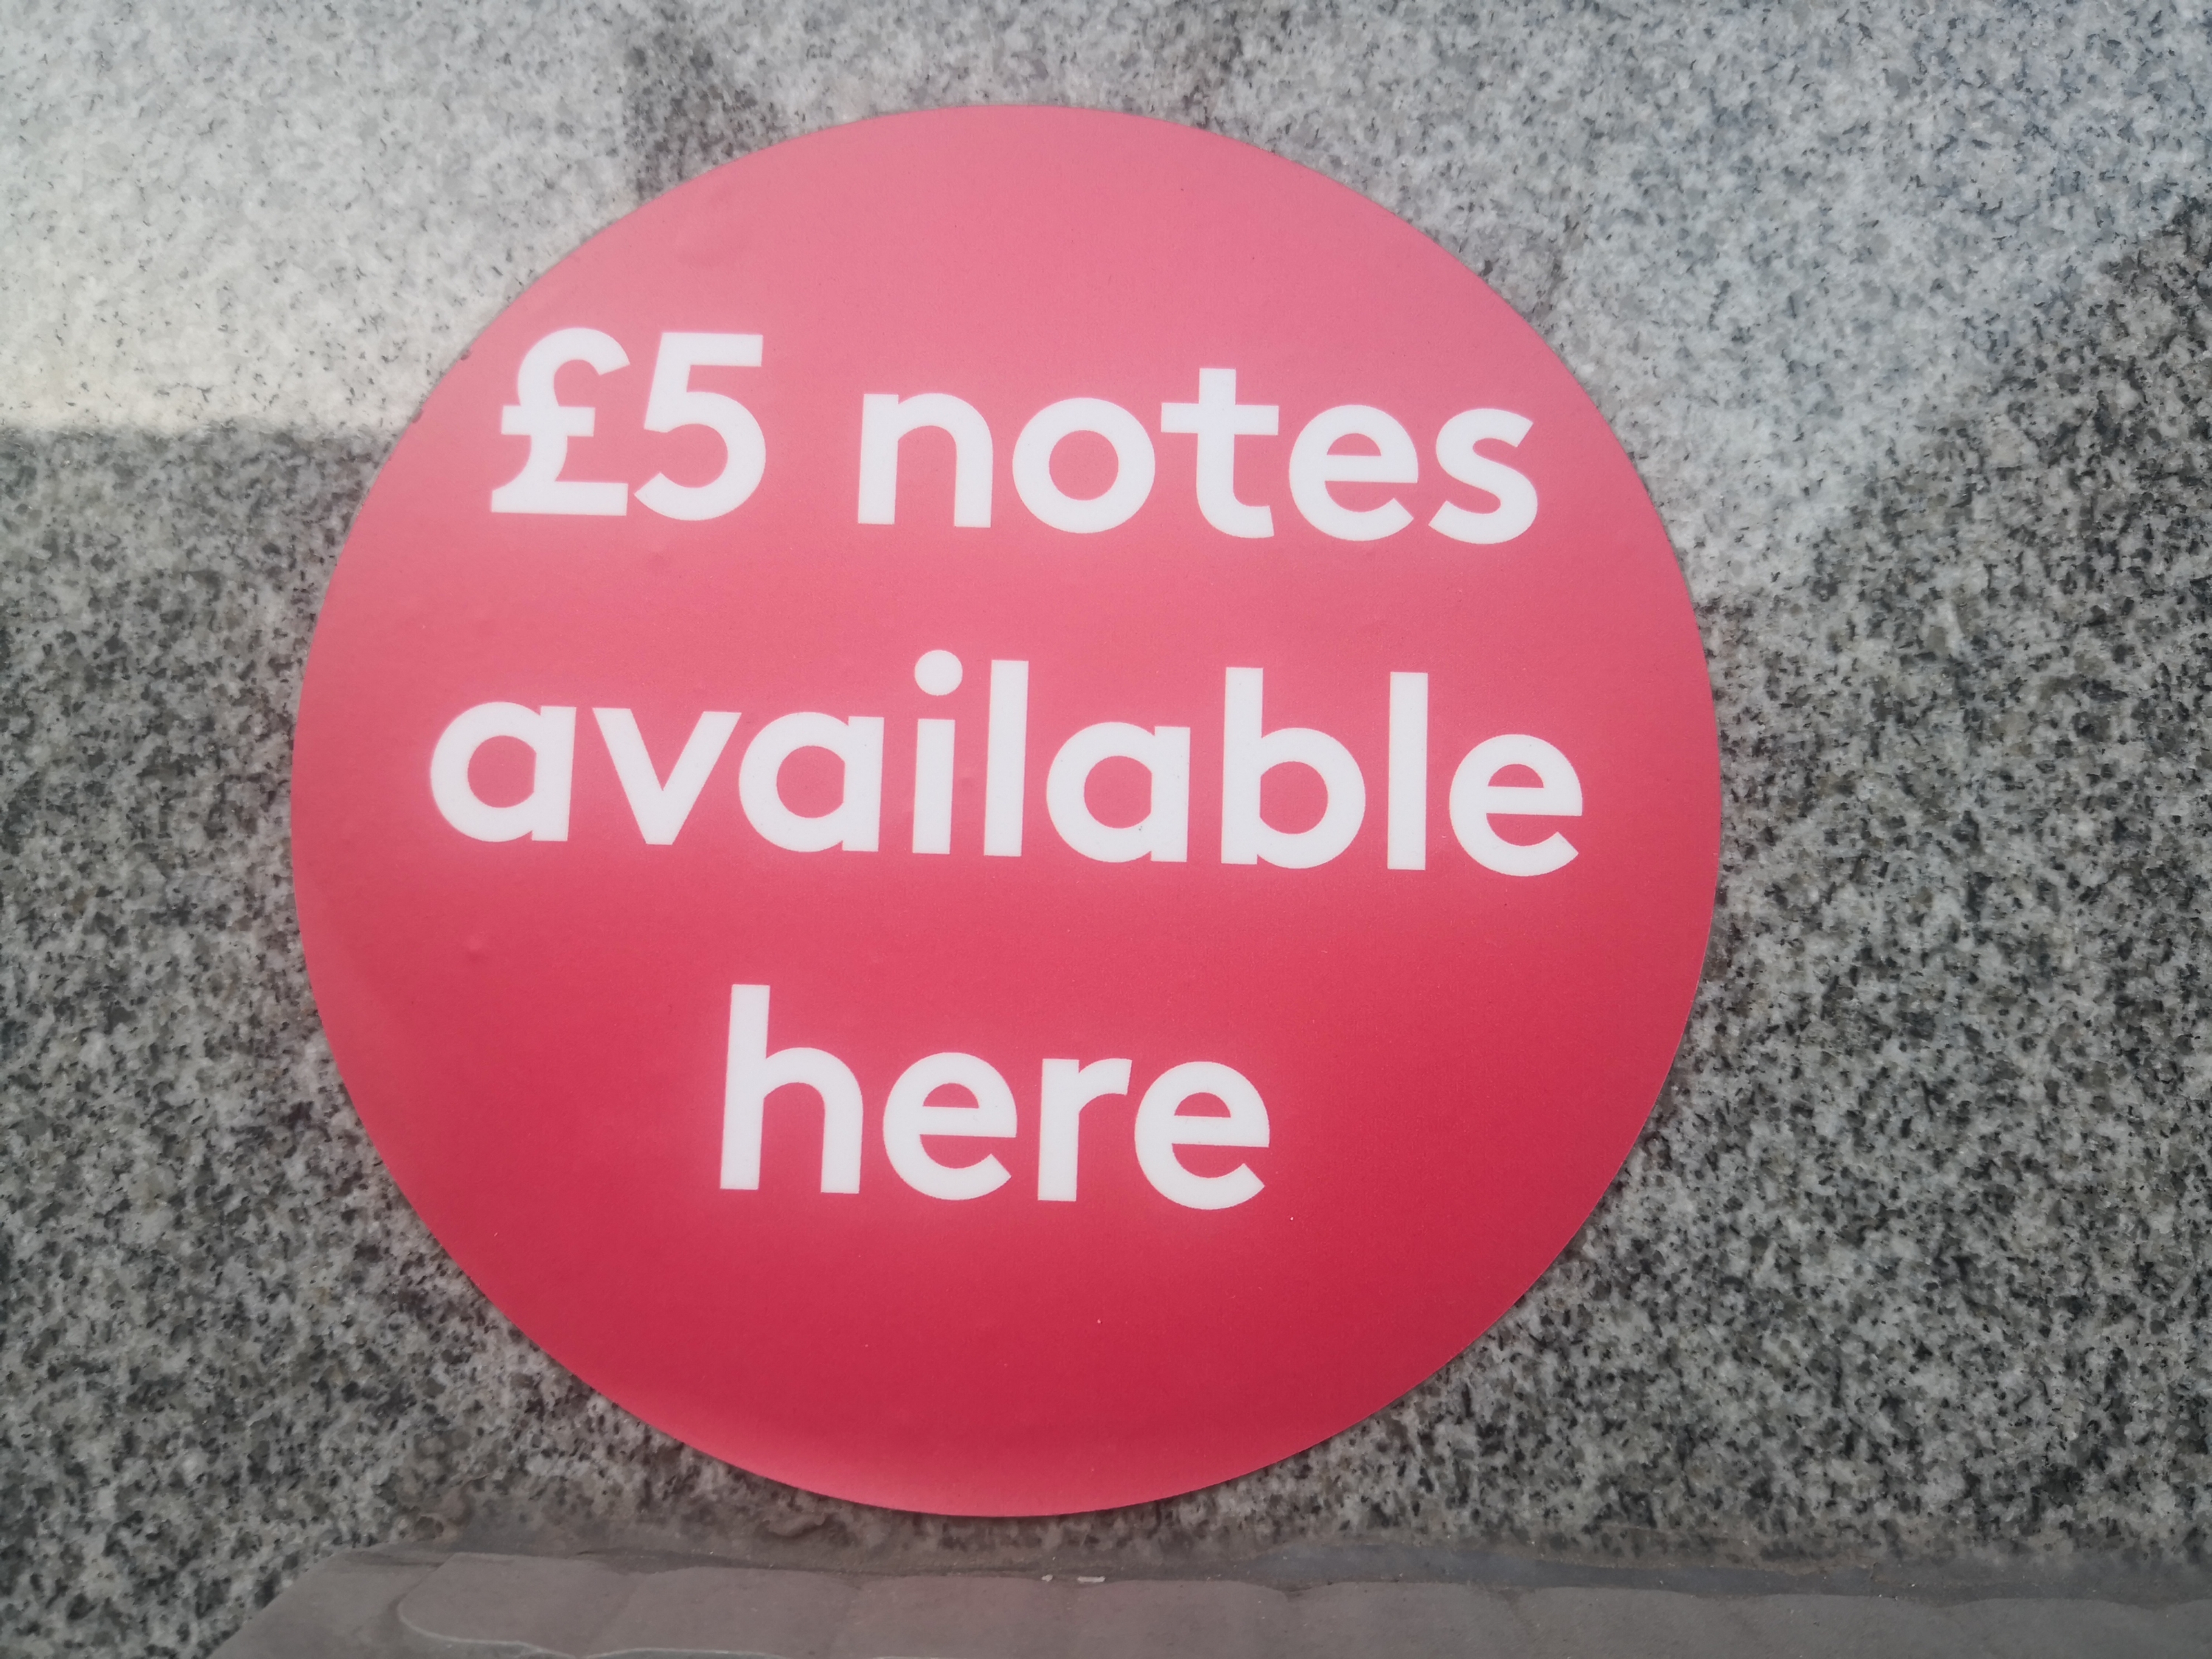 £5 notes
available
here